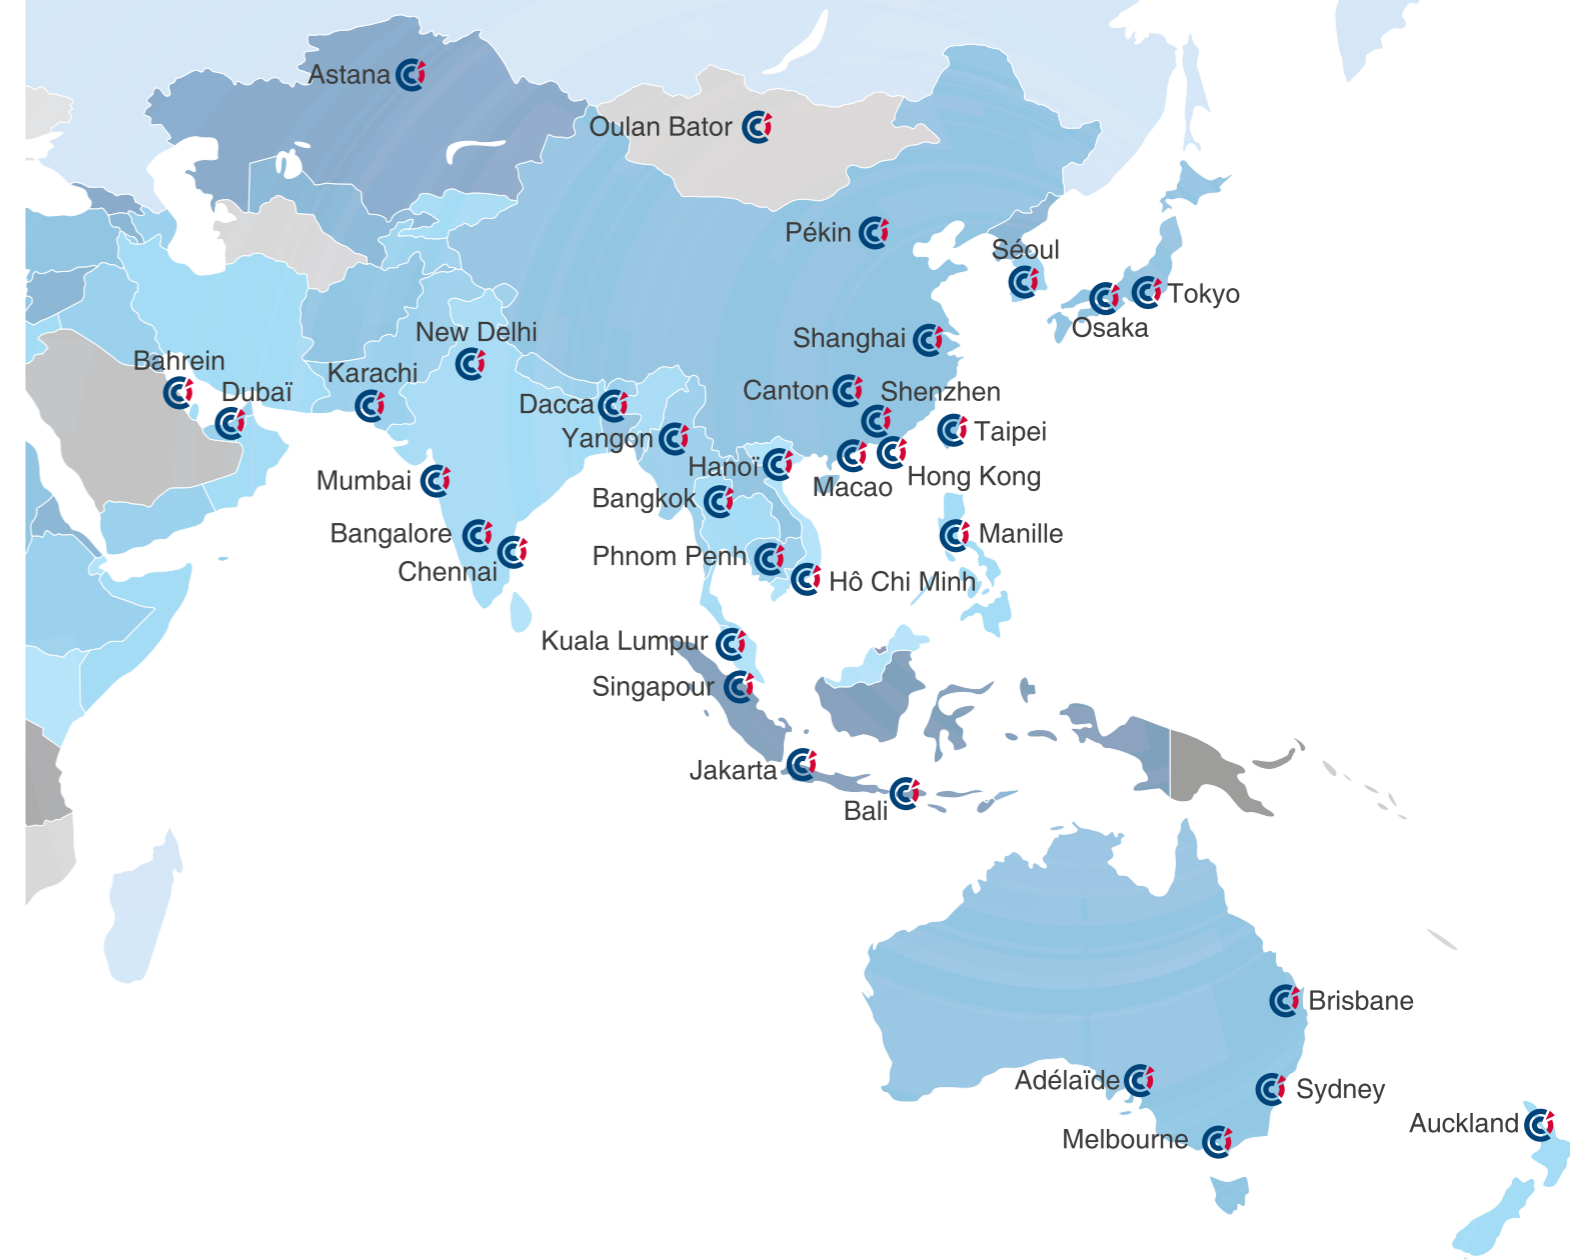 Astana
Oulan Bator
Pékin
Séoul
Tokyo
Osaka
New Delhi
Shanghai
Bahrein
Karachi
Dubaï
Canton
Shenzhen
Dacca
Taipei
Yangon
Hanoï
Mumbai
Hong Kong
Macao
Bangkok
Bangalore
Manille
Phnom Penh
Chennai
Hô Chi Minh
Kuala Lumpur
Singapour
Jakarta
Bali
Brisbane
Adélaïde
Sydney
Auckland
Melbourne